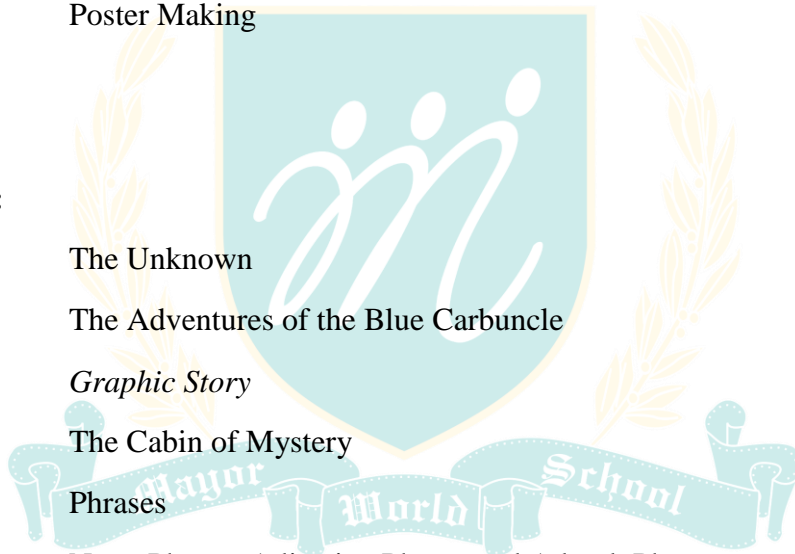 Poster Making
:
The Unknown
The Adventures of the Blue Carbuncle
Graphic Story
The Cabin of Mystery
Mayor World School
Phrases